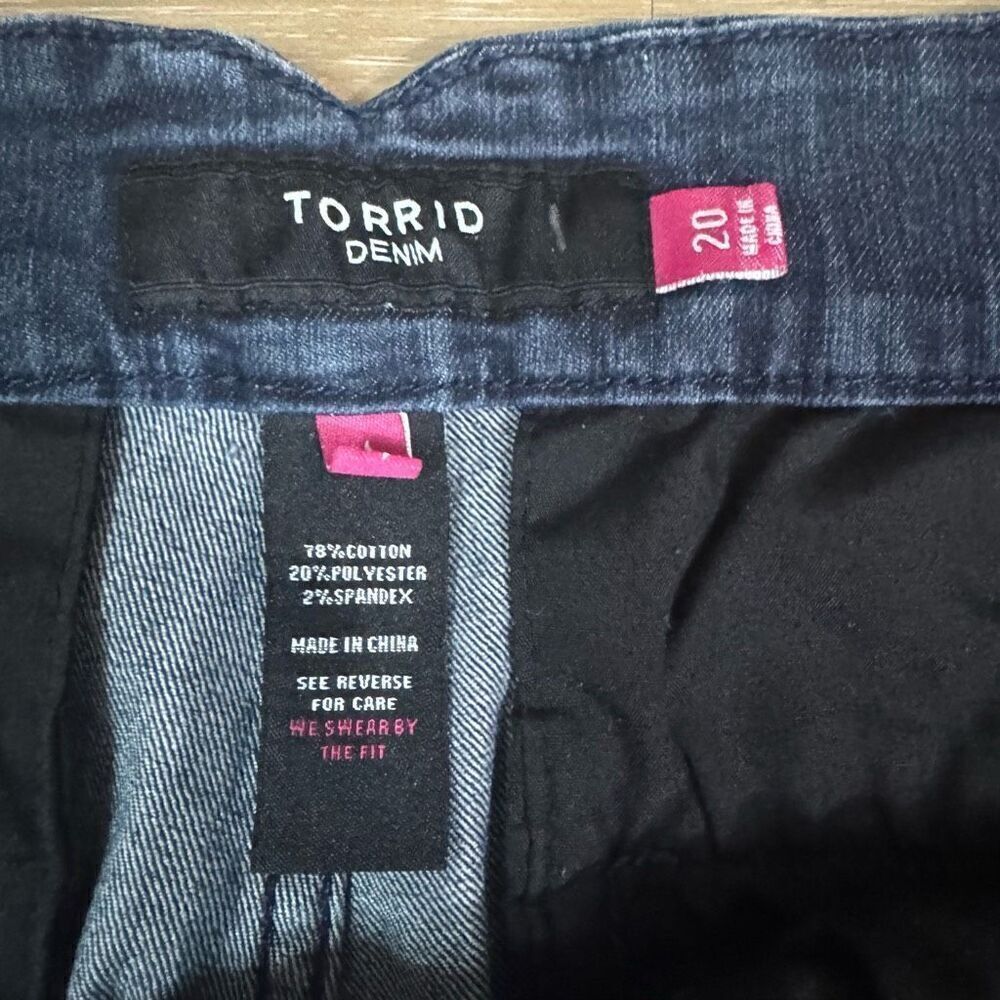 TORRID
DENIM
20
MADE IN
CHINA
78%COTTON
20%POLYESTER
2%SPANDEX
MADE IN CHINA
SEE REVERSE
FOR CARE
WE SWEAR BY
THE FIT